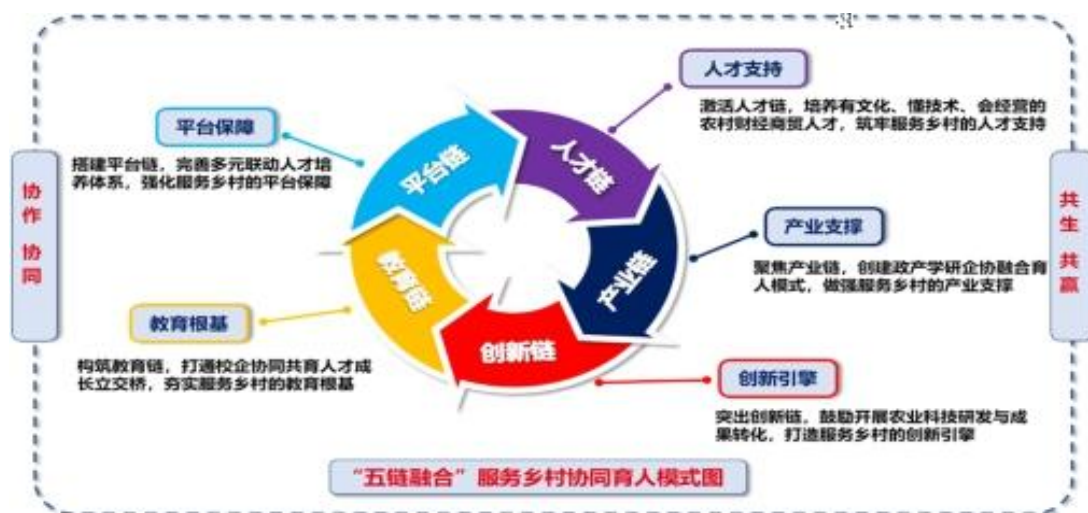 人才支持
激活人才链，培养有文化、懂技术、会经营的
农村财经商贸人才，筑牢服务乡村的人才支持
平台保障
搭建平台链，完善多元联动人才培
养体系，强化服务乡村的平台保障
平台链
人才链
协作 协同
共生 共赢
产业支撑
聚焦产业链，创建政产学研企协融合育
人模式，做强服务乡村的产业支撑
教育链
产业链
教育根基
构筑教育链，打通校企协同共育人才成
长立交桥，夯实服务乡村的教育根基
创新链
创新引擎
突出创新链，鼓励开展农业科技研发与成
果转化，打造服务乡村的创新引擎
“五链融合”服务乡村协同育人模式图